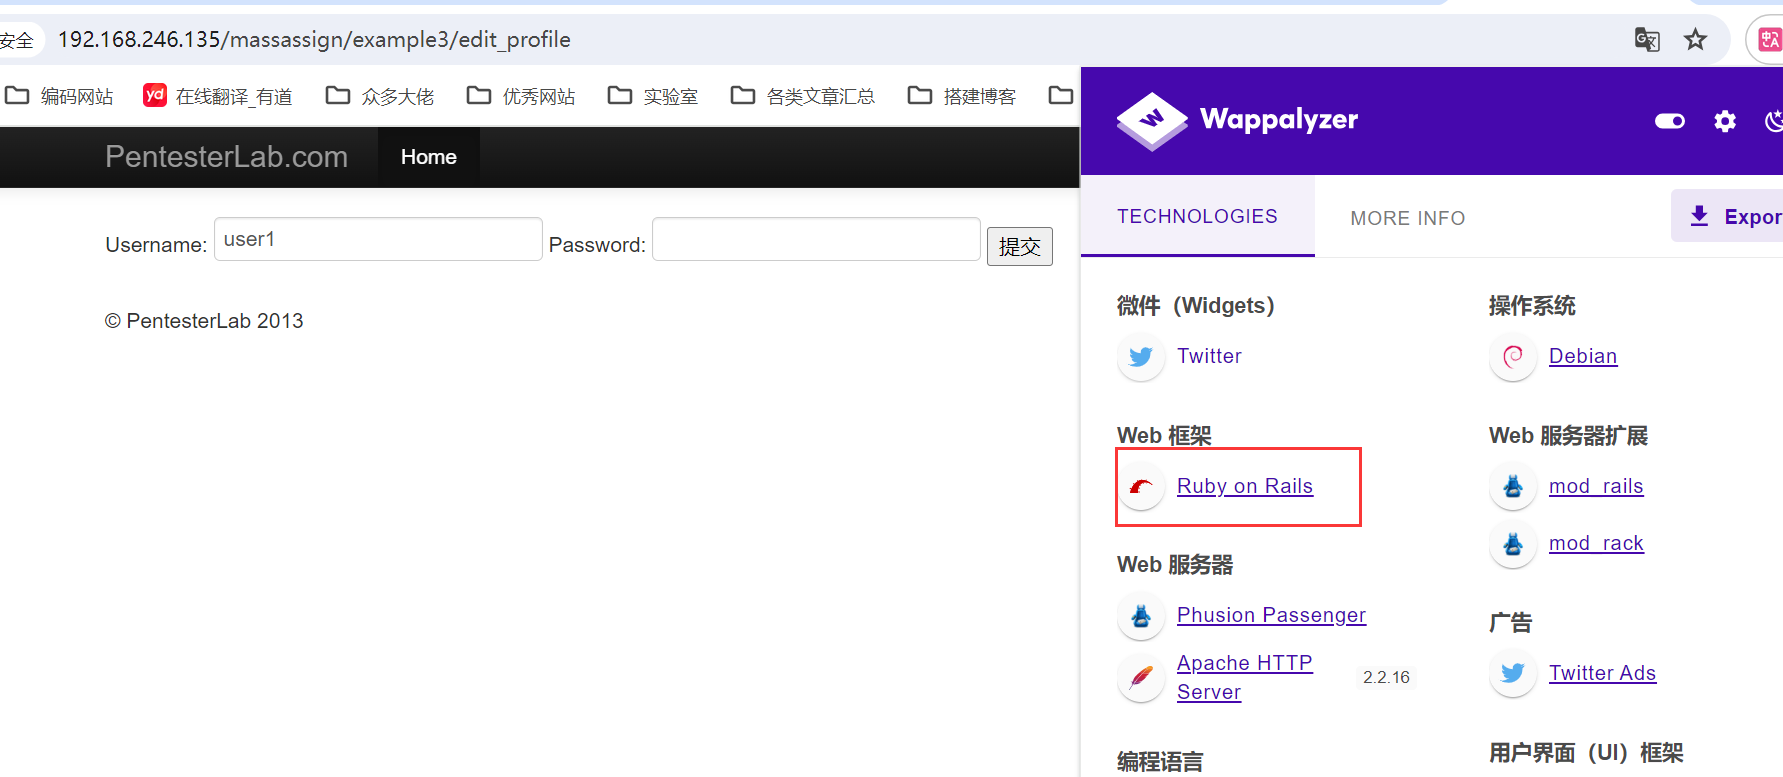 安全
192.168.246.135/massassign/example3/edit_profile
编码网站
yd 在线翻译_有道
众多大佬
优秀网站
实验室
各类文章汇总
搭建博客
PentesterLab.com
Home
Username: user1 Password: 提交
© PentesterLab 2013
Wappalyzer
TECHNOLOGIES
MORE INFO
Expor
微件（Widgets）
Twitter
Web 框架
Ruby on Rails
Web 服务器
Phusion Passenger
Apache HTTP
Server
2.2.16
编程语言
操作系统
Debian
Web 服务器扩展
mod_rails
mod_rack
广告
Twitter Ads
用户界面（UI）框架